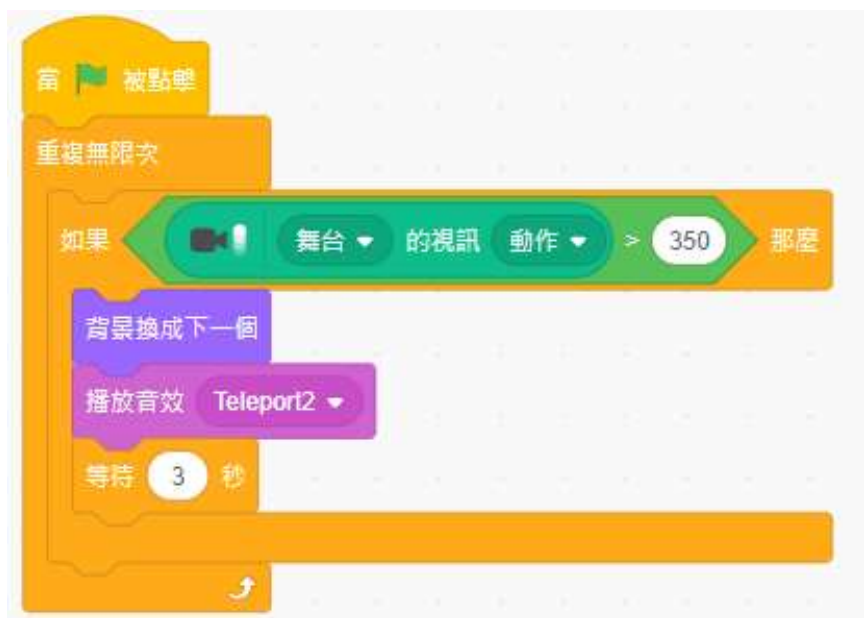 當 被點擊
重複無限次
如果 舞台 的視訊 動作 > 350 那麼
背景換成下一個
播放音效 Teleport2
等待 3 秒